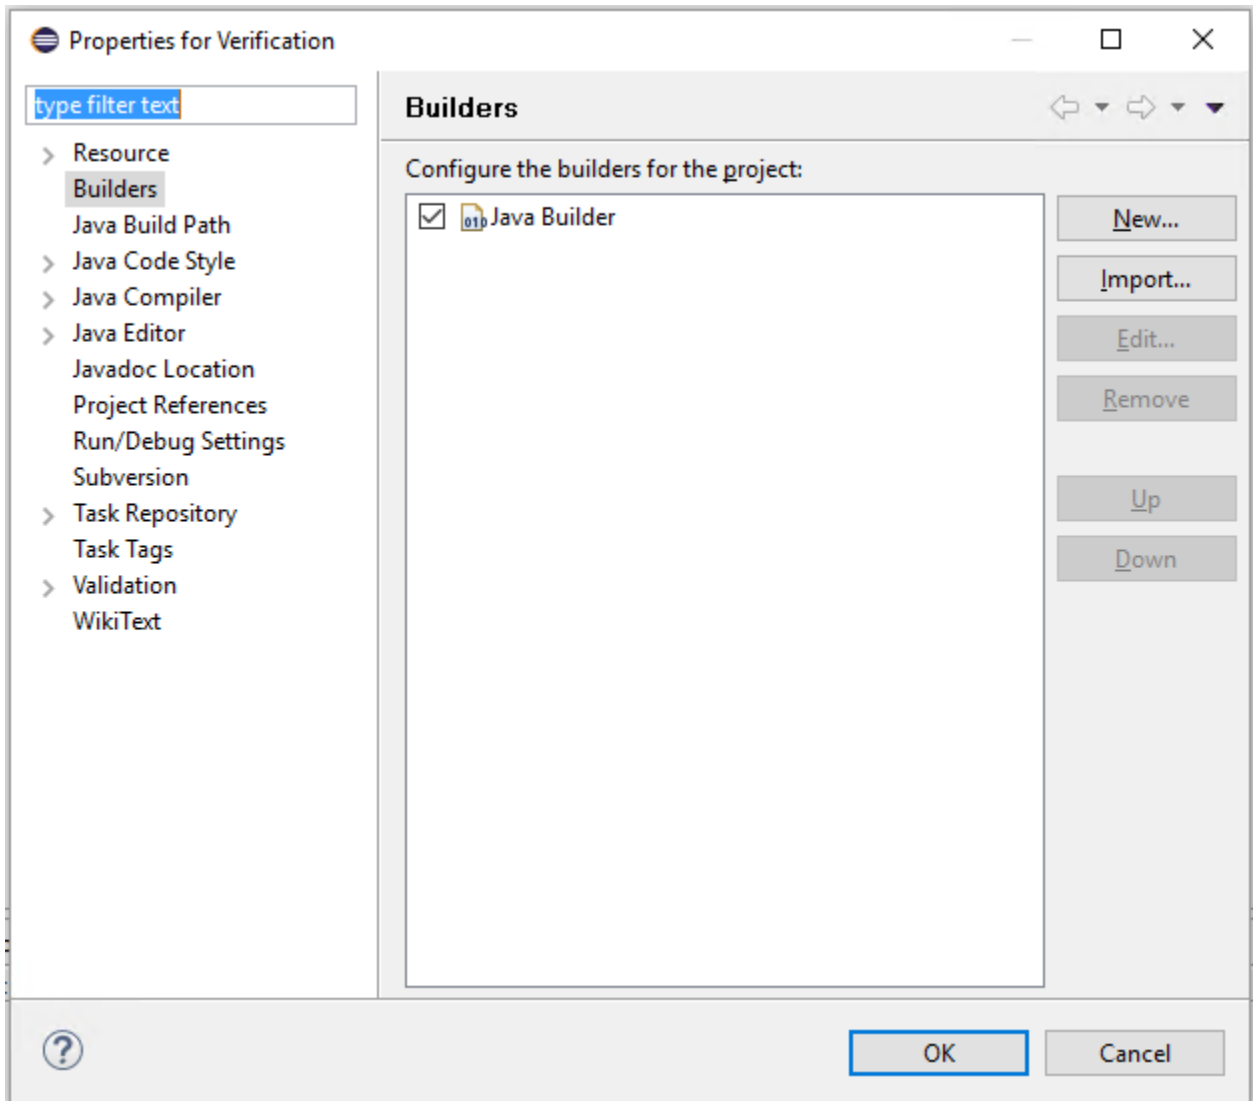 Properties for Verification
type filter text
Resource
Builders
Java Build Path
Java Code Style
Java Compiler
Java Editor
Javadoc Location
Project References
Run/Debug Settings
Subversion
Task Repository
Task Tags
Validation
WikiText
Builders
Configure the builders for the project:
010 Java Builder
New...
Import...
Edit...
Remove
Up
Down
?
OK
Cancel